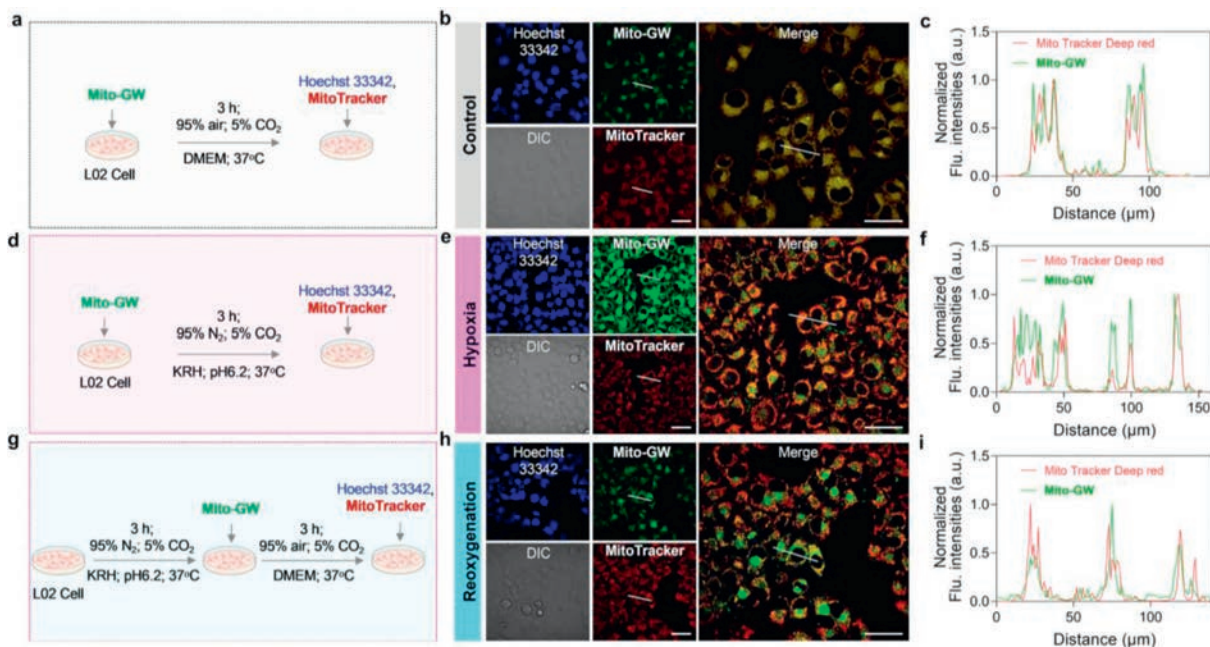 a
Mito-GW
3 h;
95% air; 5% CO₂
DMEM; 37°C
Hoechst 33342,
MitoTracker
L02 Cell
b
Control
Hoechst
33342
Mito-GW
Merge
DIC
MitoTracker
c
Normalized
Flu. intensities (a.u.)
1.5
1.0
0.5
0.0
Mito Tracker Deep red
Mito-GW
50
100
Distance (µm)
d
Mito-GW
3 h;
95% N₂; 5% CO₂
KRH; pH6.2; 37°C
Hoechst 33342,
MitoTracker
L02 Cell
e
Hypoxia
Hoechst
33342
Mito-GW
Merge
DIC
MitoTracker
f
Normalized
Flu. intensities (a.u.)
1.5
1.0
0.5
0.0
Mito Tracker Deep red
Mito-GW
0
50
100
150
Distance (µm)
g
L02 Cell
3 h;
95% N₂; 5% CO₂
KRH; pH6.2; 37°C
Mito-GW
3 h;
95% air; 5% CO₂
DMEM; 37°C
Hoechst 33342,
MitoTracker
h
Reoxygenation
Hoechst
33342
Mito-GW
Merge
DIC
MitoTracker
i
Normalized
Flu. intensities (a.u.)
1.5
1.0
0.5
0.0
Mito Tracker Deep red
Mito-GW
0
50
100
Distance (µm)